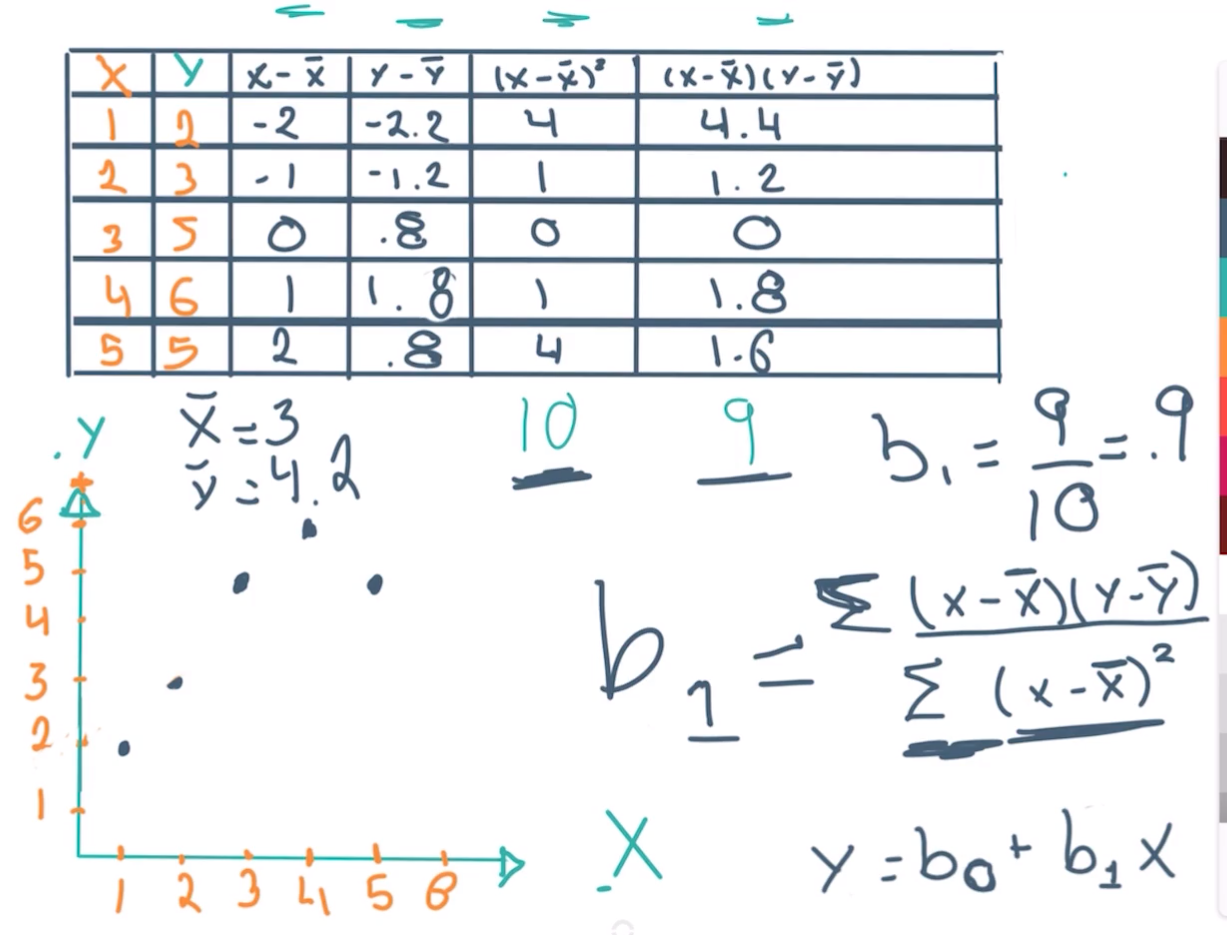 X Y X - X̄ Y - Ȳ (X - X̄)² (X - X̄)(Y - Ȳ)
1 2 -2 -2.2 4 4.4
2 3 -1 -1.2 1 1.2
3 5 0 .8 0 0
4 6 1 1.8 1 1.8
5 5 2 .8 4 1.6
X̄ = 3
ȳ = 4.2
10 9
b₁ = 9/10 = .9
b₁ = Σ (X - X̄)(Y - Ȳ) / Σ (X - X̄)²
y = b₀ + b₁ X
Y
6
5
4
3
2
1
1 2 3 4 5 6
X